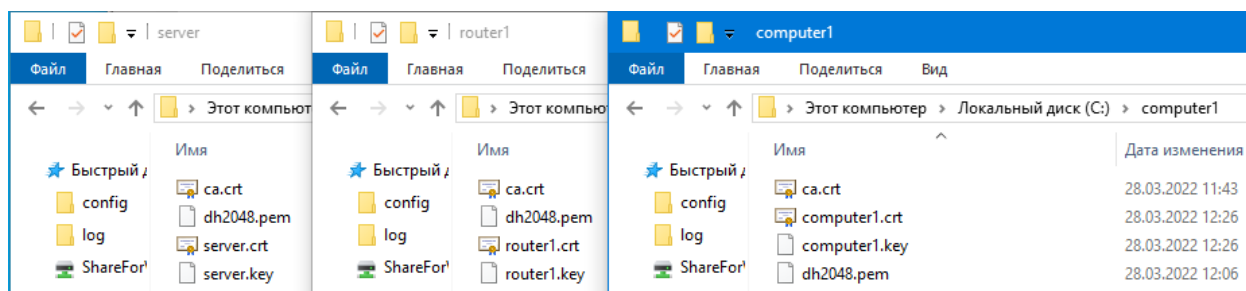 server
Файл Главная Поделиться
Этот компьют
Имя
Быстрый д
config
log
ShareForV
ca.crt
dh2048.pem
server.crt
server.key
router1
Файл Главная Поделиться
Этот компью
Имя
Быстрый д
config
log
ShareForV
ca.crt
dh2048.pem
router1.crt
router1.key
computer1
Файл Главная Поделиться Вид
Этот компьютер > Локальный диск (C:) > computer1
Имя Дата изменения
Быстрый д
config
log
ShareForV
ca.crt 28.03.2022 11:43
computer1.crt 28.03.2022 12:26
computer1.key 28.03.2022 12:26
dh2048.pem 28.03.2022 12:06